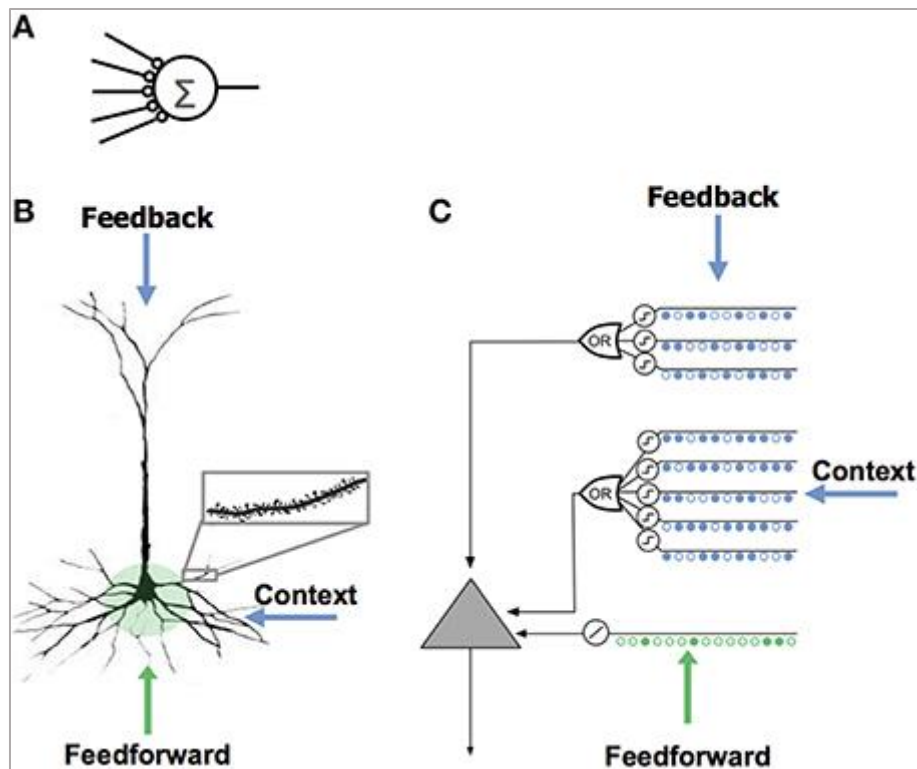 A
Σ
B
Feedback
Context
Feedforward
C
Feedback
OR
OR
Context
Feedforward